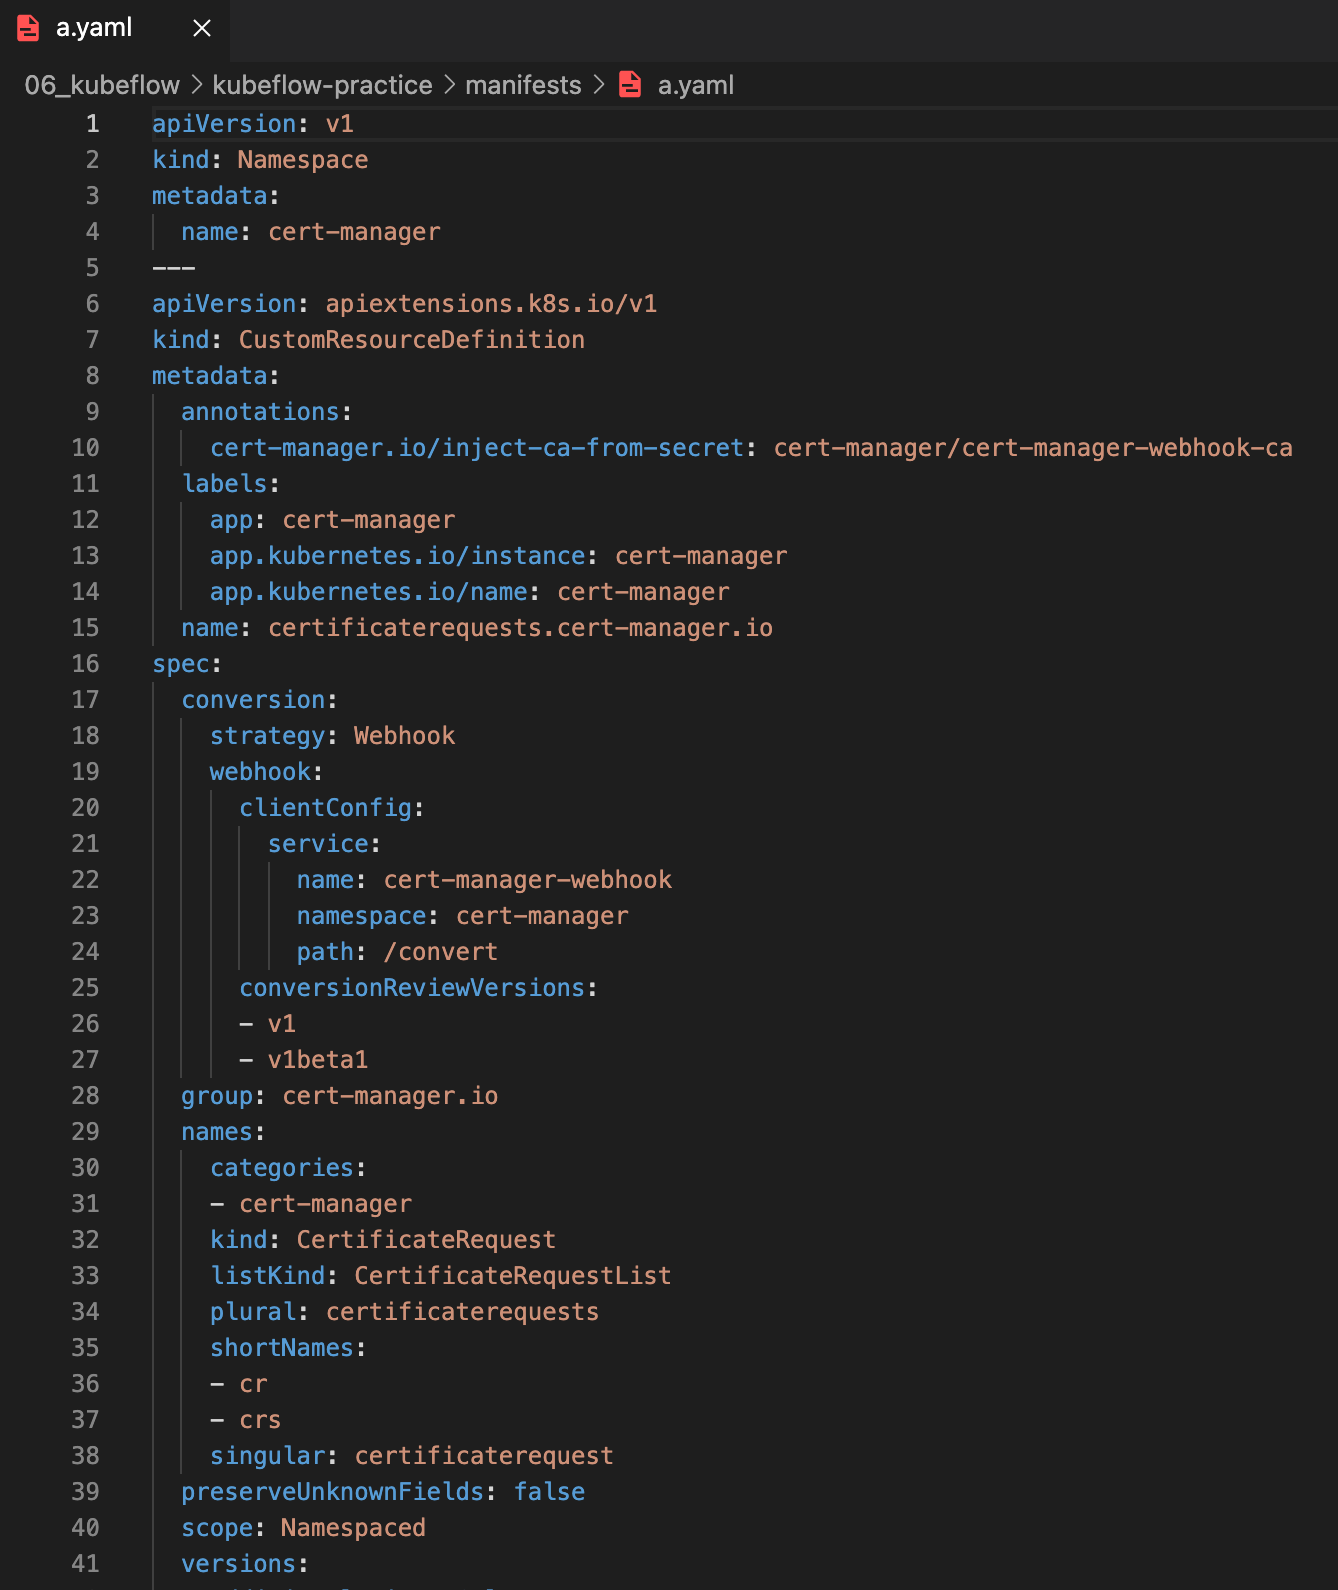 a.yaml
06_kubeflow > kubeflow-practice > manifests > a.yaml
1 apiVersion: v1
2 kind: Namespace
3 metadata:
4   name: cert-manager
5 ---
6 apiVersion: apiextensions.k8s.io/v1
7 kind: CustomResourceDefinition
8 metadata:
9   annotations:
10     cert-manager.io/inject-ca-from-secret: cert-manager/cert-manager-webhook-ca
11   labels:
12     app: cert-manager
13     app.kubernetes.io/instance: cert-manager
14     app.kubernetes.io/name: cert-manager
15   name: certificaterequests.cert-manager.io
16 spec:
17   conversion:
18     strategy: Webhook
19     webhook:
20       clientConfig:
21         service:
22           name: cert-manager-webhook
23           namespace: cert-manager
24           path: /convert
25       conversionReviewVersions:
26       - v1
27       - v1beta1
28   group: cert-manager.io
29   names:
30     categories:
31     - cert-manager
32     kind: CertificateRequest
33     listKind: CertificateRequestList
34     plural: certificaterequests
35     shortNames:
36     - cr
37     - crs
38     singular: certificaterequest
39   preserveUnknownFields: false
40   scope: Namespaced
41   versions: